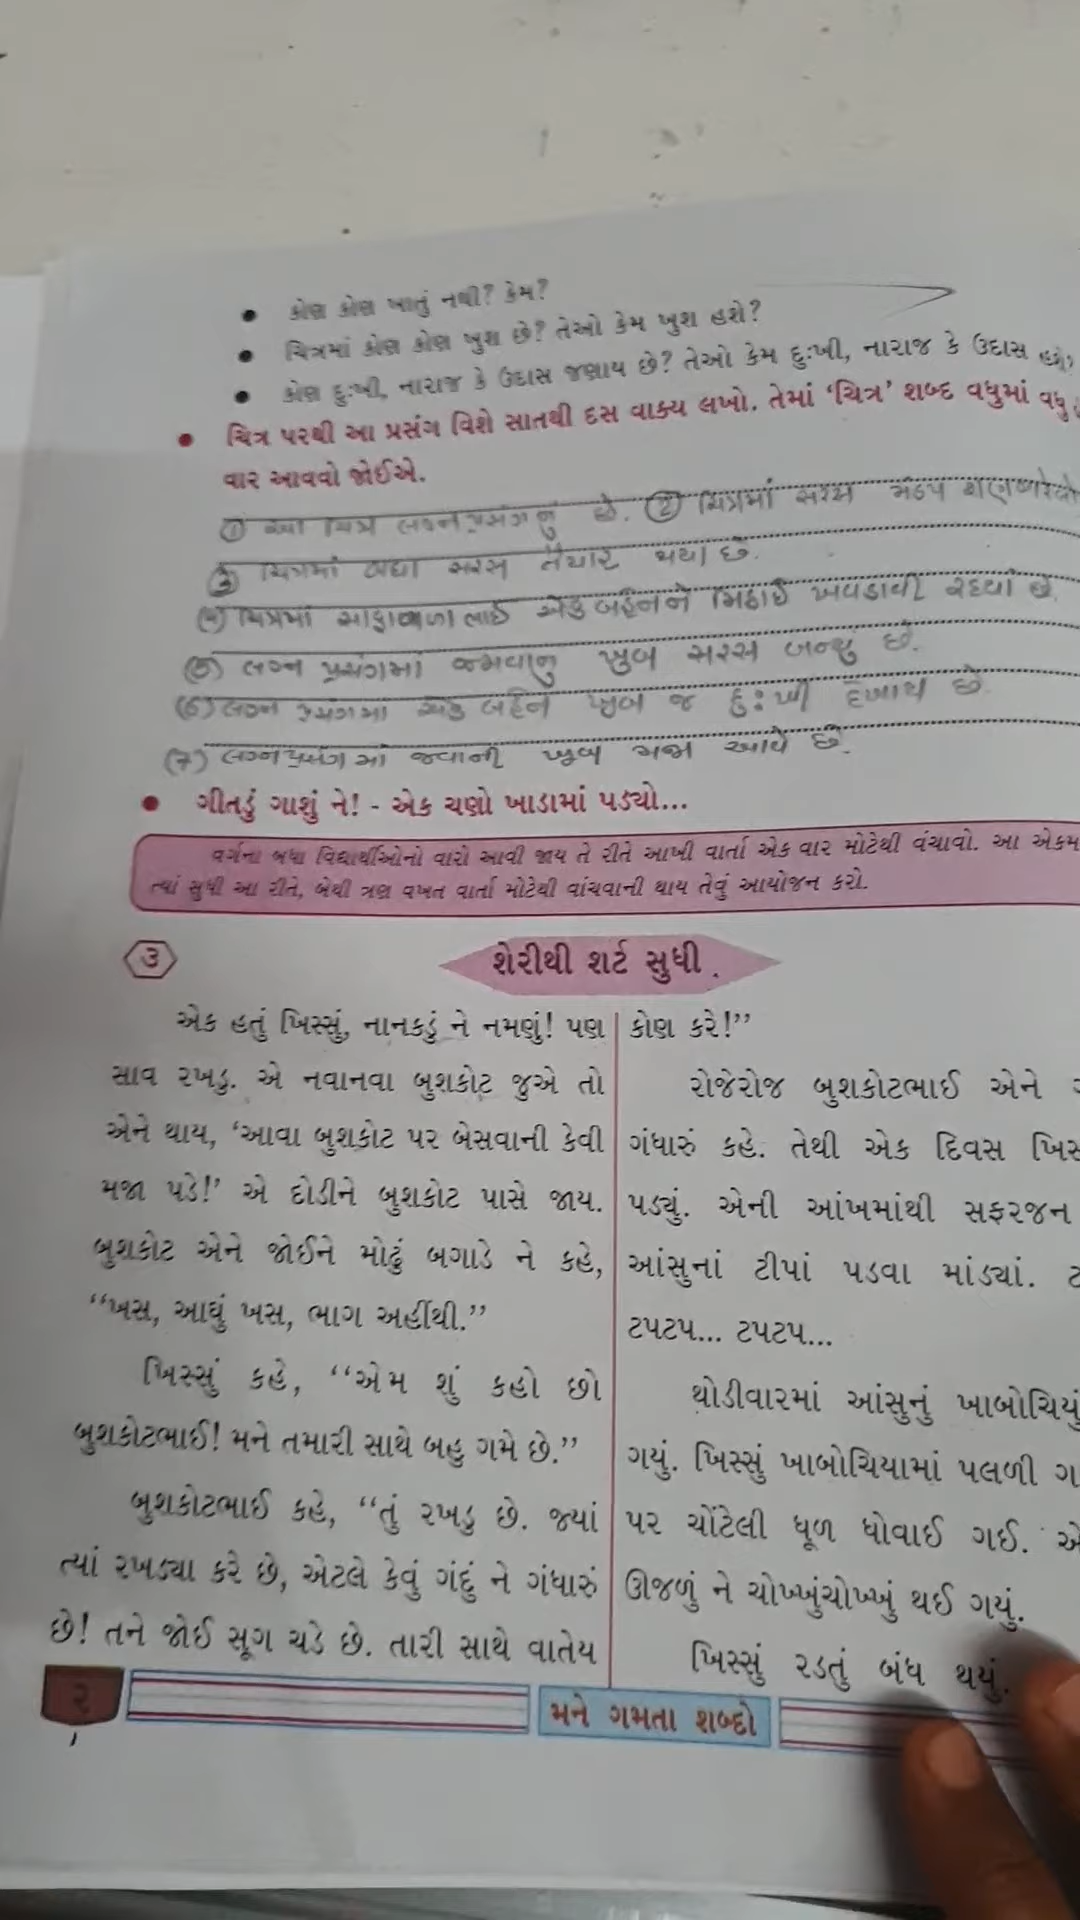 કોણ કોણ ખાતું નથી? કેમ?
ચિત્રમાં કોણ કોણ ખુશ છે? તેઓ કેમ ખુશ હશે?
કોણ દુઃખી, નારાજ કે ઉદાસ જણાય છે? તેઓ કેમ દુઃખી, નારાજ કે ઉદાસ હશે?
ચિત્ર પરથી આ પ્રસંગ વિશે સાતથી દસ વાક્ય લખો. તેમાં ‘ચિત્ર’ શબ્દ વધુમાં વધુ
વાર આવવો જોઈએ.
① આ ચિત્ર લગ્નપ્રસંગનું છે. ② ચિત્રમાં સરસ મંડપ
③ ચિત્રમાં બધા સરસ તૈયાર થયા છે.
(૪) ચિત્રમાં સાફાવાળા ભાઈ એક બહેનને મિઠાઈ ખવડાવી રહ્યાં છે.
(5) લગ્ન પ્રસંગમાં જમવાનુ ખુબ સરસ બન્યું છે.
(6) લગ્ન પ્રસંગમા એક બહેન ખુબ જ દુઃખી દેખાય છે.
(7) લગ્નપ્રસંગ માં જવાની ખૂબ મજા આવે છે.
ગીતડું ગાશું ને! - એક ચણો ખાડામાં પડ્યો...
વર્ગના બધા વિદ્યાર્થીઓનો વારો આવી જાય તે રીતે આખી વાર્તા એક વાર મોટેથી વંચાવો. આ એકમ
ત્યાં સુધી આ રીતે, બેથી ત્રણ વખત વાર્તા મોટેથી વાંચવાની થાય તેવું આયોજન કરો.
૩ શેરીથી શર્ટ સુધી
એક હતું ખિસ્સું, નાનકડું ને નમણું! પણ
સાવ રખડુ. એ નવાનવા બુશકોટ જુએ તો
એને થાય, ‘આવા બુશકોટ પર બેસવાની કેવી
મજા પડે!’ એ દોડીને બુશકોટ પાસે જાય.
બુશકોટ એને જોઈને મોઢું બગાડે ને કહે,
“ખસ, આઘું ખસ, ભાગ અહીંથી.”
ખિસ્સું કહે, “એમ શું કહો છો
બુશકોટભાઈ! મને તમારી સાથે બહુ ગમે છે.”
બુશકોટભાઈ કહે, “તું રખડુ છે. જ્યાં
ત્યાં રખડ્યા કરે છે, એટલે કેવું ગંદું ને ગંધારું
છે! તને જોઈ સૂગ ચડે છે. તારી સાથે વાતેય
કોણ કરે!”
રોજેરોજ બુશકોટભાઈ એને
ગંધારું કહે. તેથી એક દિવસ
પડ્યું. એની આંખમાંથી સફરજન
આંસુનાં ટીપાં પડવા માંડ્યાં.
ટપટપ... ટપટપ...
થોડીવારમાં આંસુનું ખાબોચિયું
ગયું. ખિસ્સું ખાબોચિયામાં પલળી
પર ચોંટેલી ધૂળ ધોવાઈ ગઈ.
ઊજળું ને ચોખ્ખુંચોખ્ખું થઈ ગયું.
ખિસ્સું રડતું બંધ થયું.
૨ મને ગમતા શબ્દો